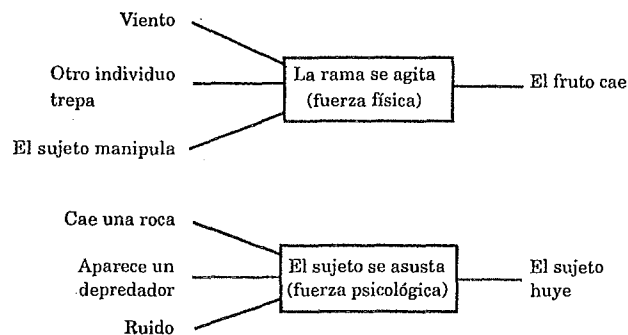 Viento
Otro individuo
trepa
El sujeto manipula
La rama se agita
(fuerza física)
El fruto cae
Cae una roca
Aparece un
depredador
Ruido
El sujeto se asusta
(fuerza psicológica)
El sujeto
huye